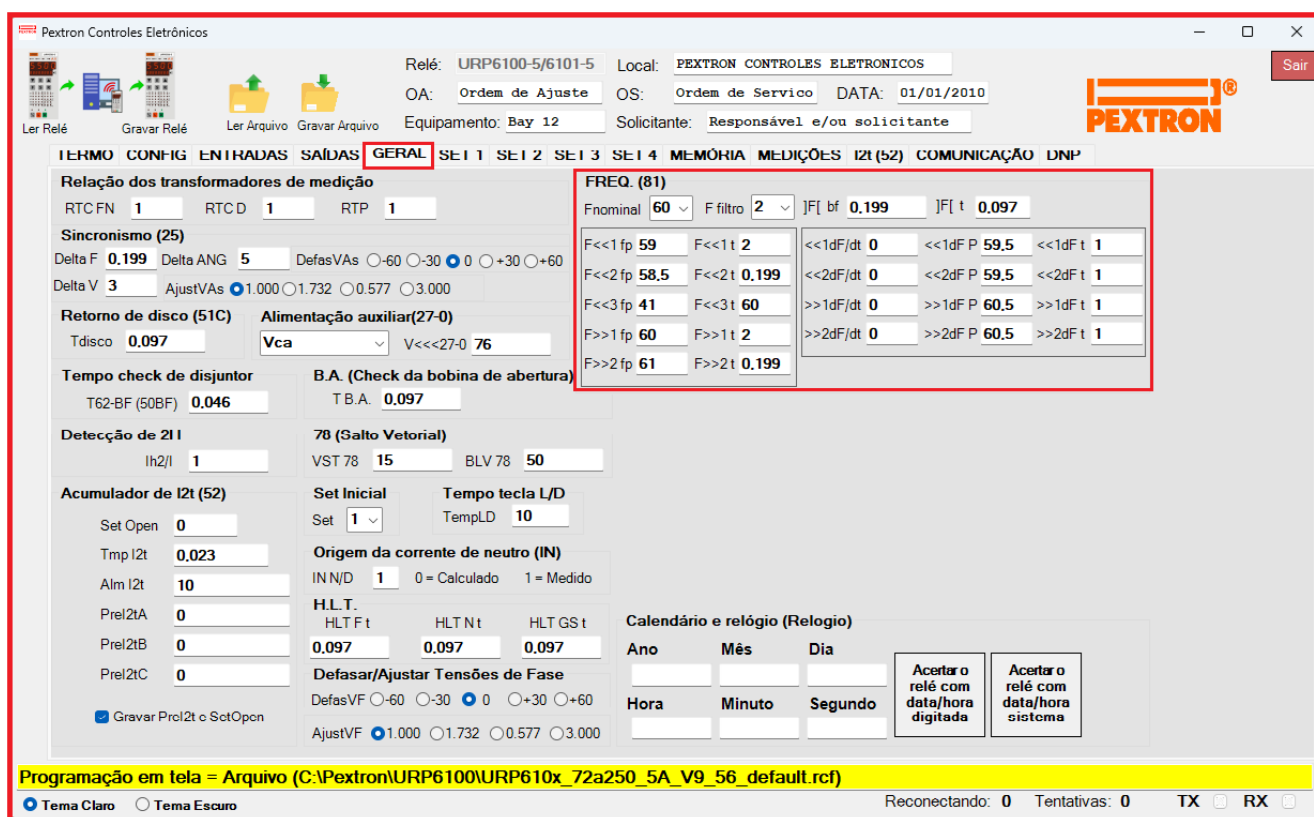 Pextron Controles Eletrônicos
Relé: URP6100-5/6101-5 Local: PEXTRON CONTROLES ELETRONICOS Sair
OA: Ordem de Ajuste OS: Ordem de Servico DATA: 01/01/2010
Equipamento: Bay 12 Solicitante: Responsável e/ou solicitante
PEXTRON®
Ler Relé Gravar Relé Ler Arquivo Gravar Arquivo
TERMO CONFIG ENTRADAS SAÍDAS GERAL SET 1 SET 2 SET 3 SET 4 MEMÓRIA MEDIÇÕES I2t (52) COMUNICAÇÃO DNP
Relação dos transformadores de medição
RTC FN 1 RTC D 1 RTP 1
Sincronismo (25)
Delta F 0,199 Delta ANG 5 DefasVAs -60 -30 0 +30 +60
Delta V 3 AjustVAs 1.000 1.732 0.577 3.000
Retorno de disco (51C) Alimentação auxiliar(27-0)
Tdisco 0,097 Vca V<<<27-0 76
Tempo check de disjuntor B.A. (Check da bobina de abertura)
T62-BF (50BF) 0,046 T B.A. 0,097
Detecção de 2I I 78 (Salto Vetorial)
Ih2/I 1 VST 78 15 BLV 78 50
Acumulador de I2t (52) Set Inicial Tempo tecla L/D
Set Open 0 Set 1 TempLD 10
Tmp I2t 0,023 Origem da corrente de neutro (IN)
Alm I2t 10 IN N/D 1 0 = Calculado 1 = Medido
PreI2tA 0 H.L.T.
HLT F t HLT N t HLT GS t
PreI2tB 0 0,097 0,097 0,097
PreI2tC 0 Defasar/Ajustar Tensões de Fase
DefasVF -60 -30 0 +30 +60
Gravar PreI2t e SetOpen
AjustVF 1.000 1.732 0.577 3.000
FREQ. (81)
Fnominal 60 F filtro 2 ]F[ bf 0,199 ]F[ t 0,097
F<<1 fp 59 F<<1 t 2 <<1dF/dt 0 <<1dF P 59,5 <<1dF t 1
F<<2 fp 58,5 F<<2 t 0,199 <<2dF/dt 0 <<2dF P 59,5 <<2dF t 1
F<<3 fp 41 F<<3 t 60 >>1dF/dt 0 >>1dF P 60,5 >>1dF t 1
F>>1 fp 60 F>>1 t 2 >>2dF/dt 0 >>2dF P 60,5 >>2dF t 1
F>>2 fp 61 F>>2 t 0,199
Calendário e relógio (Relogio)
Ano Mês Dia
Hora Minuto Segundo
Acertar o relé com data/hora digitada
Acertar o relé com data/hora sistema
Programação em tela = Arquivo (C:\Pextron\URP6100\URP610x_72a250_5A_V9_56_default.rcf)
Tema Claro Tema Escuro Reconectando: 0 Tentativas: 0 TX RX